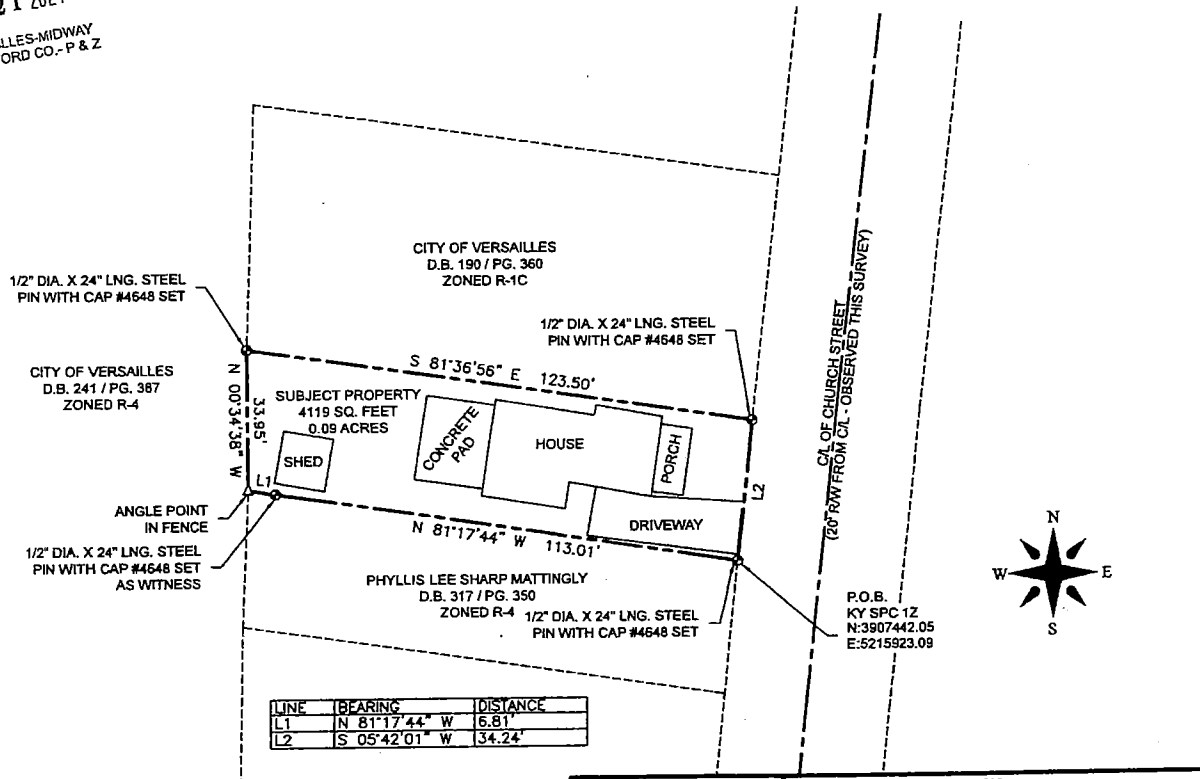 LLES-MIDWAY
ORD CO.- P & Z
CITY OF VERSAILLES
D.B. 190 / PG. 360
ZONED R-1C
1/2" DIA. X 24" LNG. STEEL
PIN WITH CAP #4648 SET
1/2" DIA. X 24" LNG. STEEL
PIN WITH CAP #4648 SET
CITY OF VERSAILLES
D.B. 241 / PG. 387
ZONED R-4
S 81°36'56" E 123.50'
N 00°34'38" W
33.95'
SUBJECT PROPERTY
4119 SQ. FEET
0.09 ACRES
CONCRETE
PAD
HOUSE
PORCH
SHED
L1
L2
C/L OF CHURCH STREET
(20' R/W FROM C/L - OBSERVED THIS SURVEY)
ANGLE POINT
IN FENCE
DRIVEWAY
N 81°17'44" W 113.01'
1/2" DIA. X 24" LNG. STEEL
PIN WITH CAP #4648 SET
AS WITNESS
PHYLLIS LEE SHARP MATTINGLY
D.B. 317 / PG. 350
ZONED R-4
1/2" DIA. X 24" LNG. STEEL
PIN WITH CAP #4648 SET
P.O.B.
KY SPC 1Z
N:3907442.05
E:5215923.09
N
W E
S
LINE BEARING DISTANCE
L1 N 81°17'44" W 6.81'
L2 S 05°42'01" W 34.24'